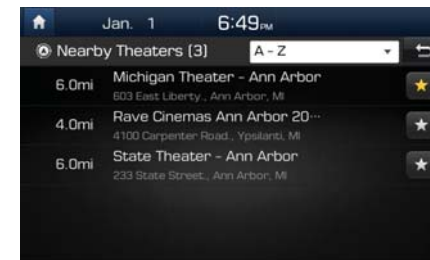 Jan. 1 6:49PM
Nearby Theaters (3) A - Z
6.0mi Michigan Theater - Ann Arbor
603 East Liberty., Ann Arbor, MI
4.0mi Rave Cinemas Ann Arbor 20···
4100 Carpenter Road., Ypsilanti, MI
6.0mi State Theater - Ann Arbor
233 State Street., Ann Arbor, MI